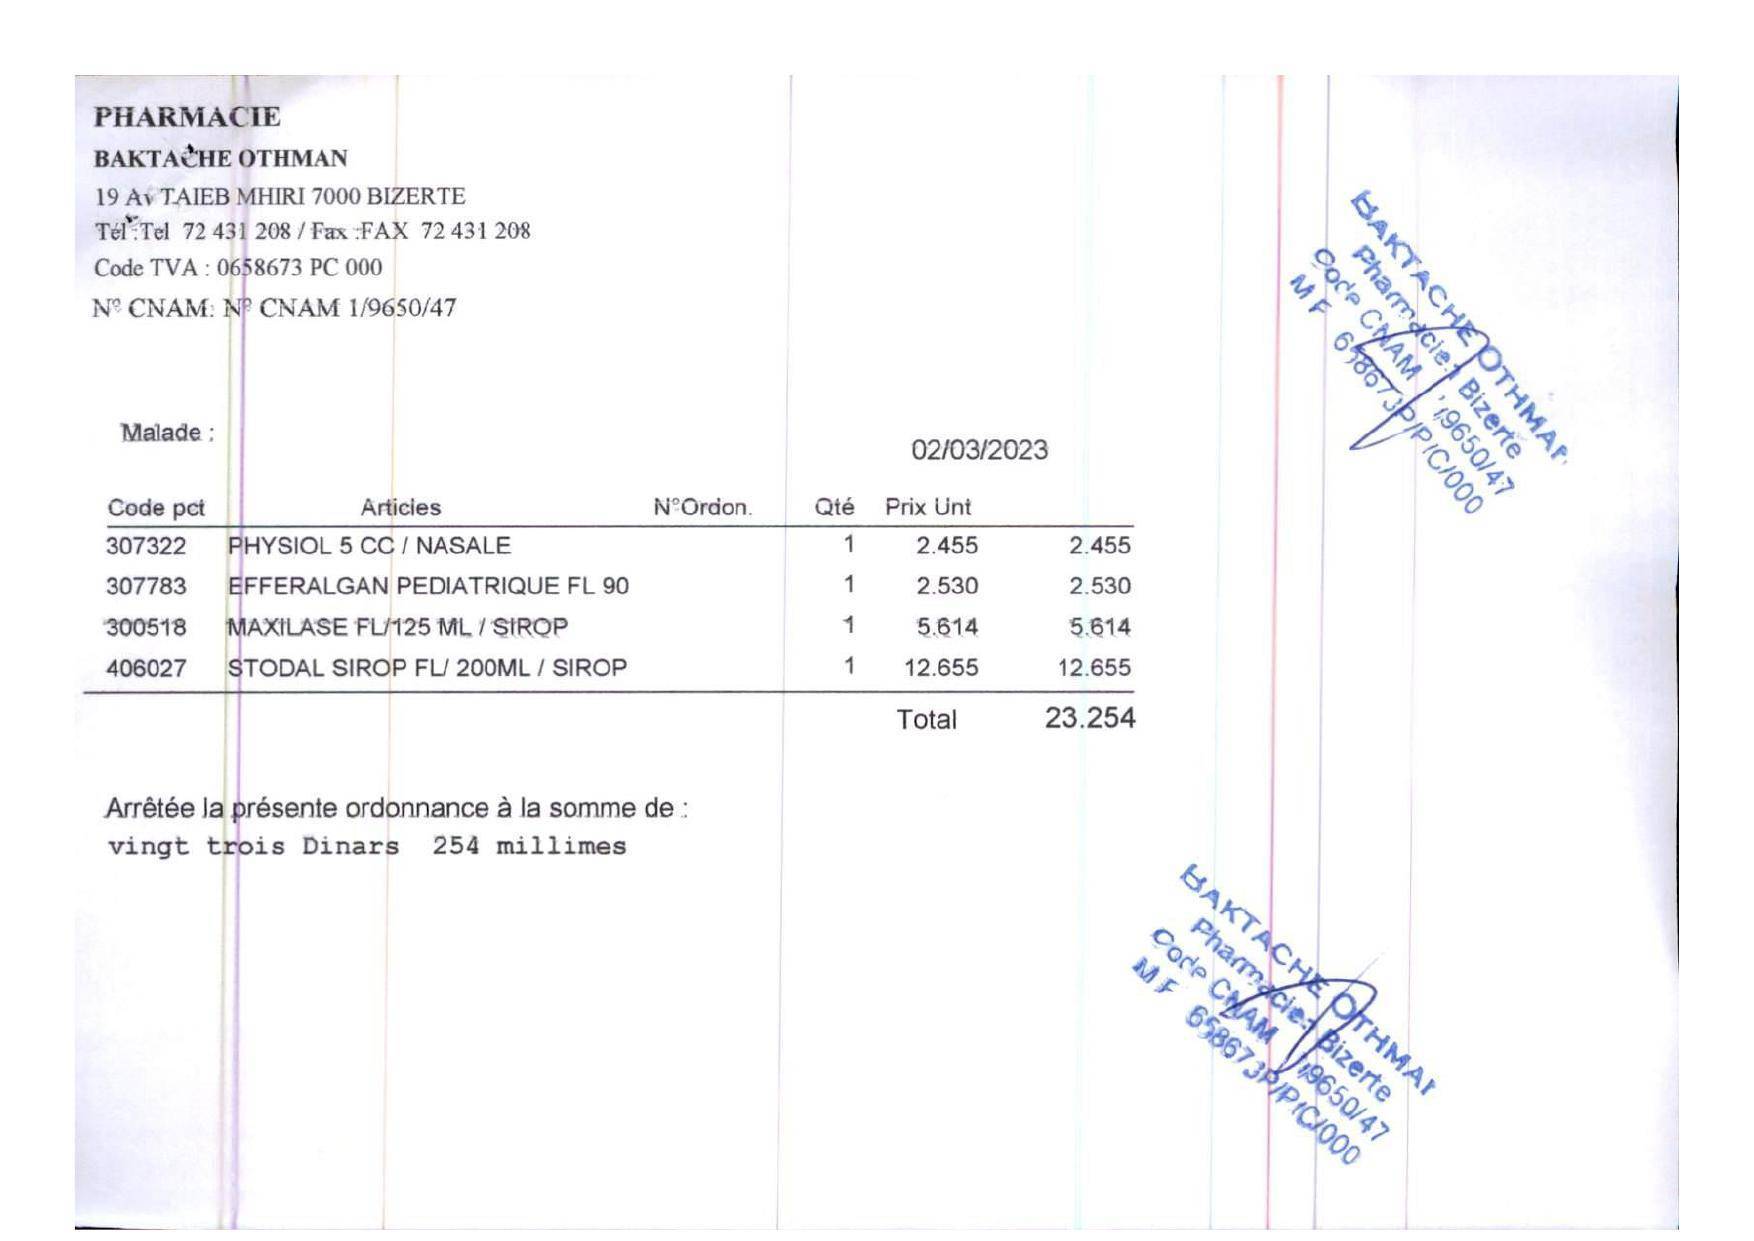 PHARMACIE
BAKTACHE OTHMAN
19 Av TAIEB MHIRI 7000 BIZERTE
Tél :Tel 72 431 208 / Fax :FAX 72 431 208
Code TVA : 0658673 PC 000
N° CNAM: N° CNAM 1/9650/47
Malade :
02/03/2023
Code pct Articles N°Ordon. Qté Prix Unt
307322 PHYSIOL 5 CC / NASALE 1 2.455 2.455
307783 EFFERALGAN PEDIATRIQUE FL 90 1 2.530 2.530
300518 MAXILASE FL/125 ML / SIROP 1 5.614 5.614
406027 STODAL SIROP FL/ 200ML / SIROP 1 12.655 12.655
Total 23.254
Arrêtée la présente ordonnance à la somme de :
vingt trois Dinars 254 millimes
BAKTACHE OTHMAN
Pharmacien Bizerte
Code CNAM 1/9650/47
M F 658673P/P/C/000
BAKTACHE OTHMAN
Pharmacien Bizerte
Code CNAM 1/9650/47
M F 658673P/P/C/000